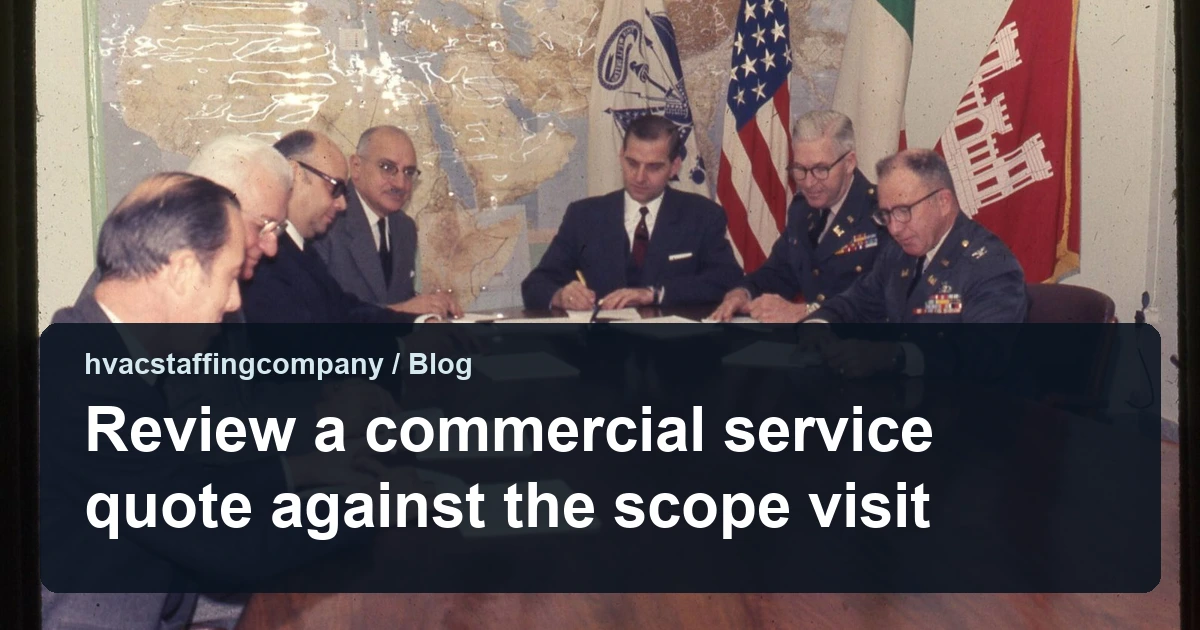 hvacstaffingcompany / Blog
Review a commercial service
quote against the scope visit